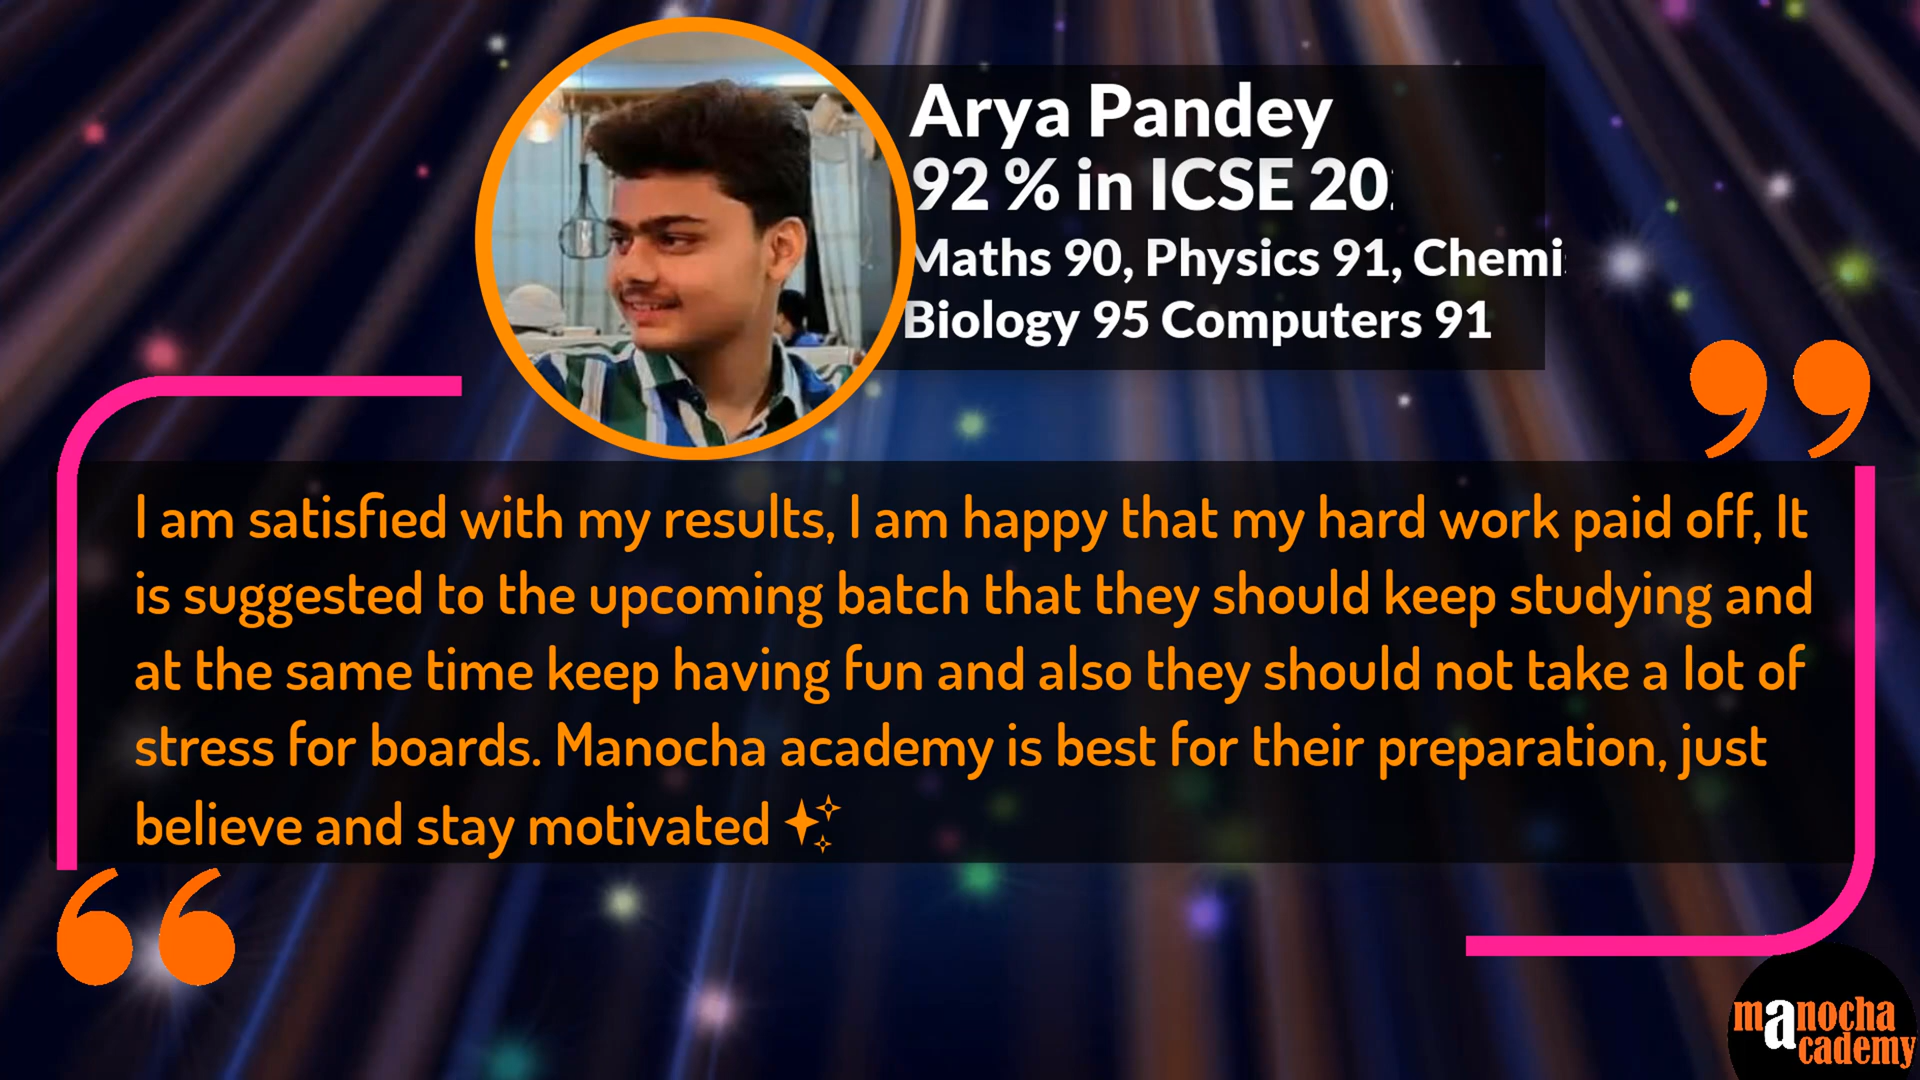 Arya Pandey
92 % in ICSE
Maths 90, Physics 91,
Biology 95 Computers 91
I am satisfied with my results, I am happy that my hard work paid off, It
is suggested to the upcoming batch that they should keep studying and
at the same time keep having fun and also they should not take a lot of
stress for boards. Manocha academy is best for their preparation, just
believe and stay motivated ✨
manocha
academy